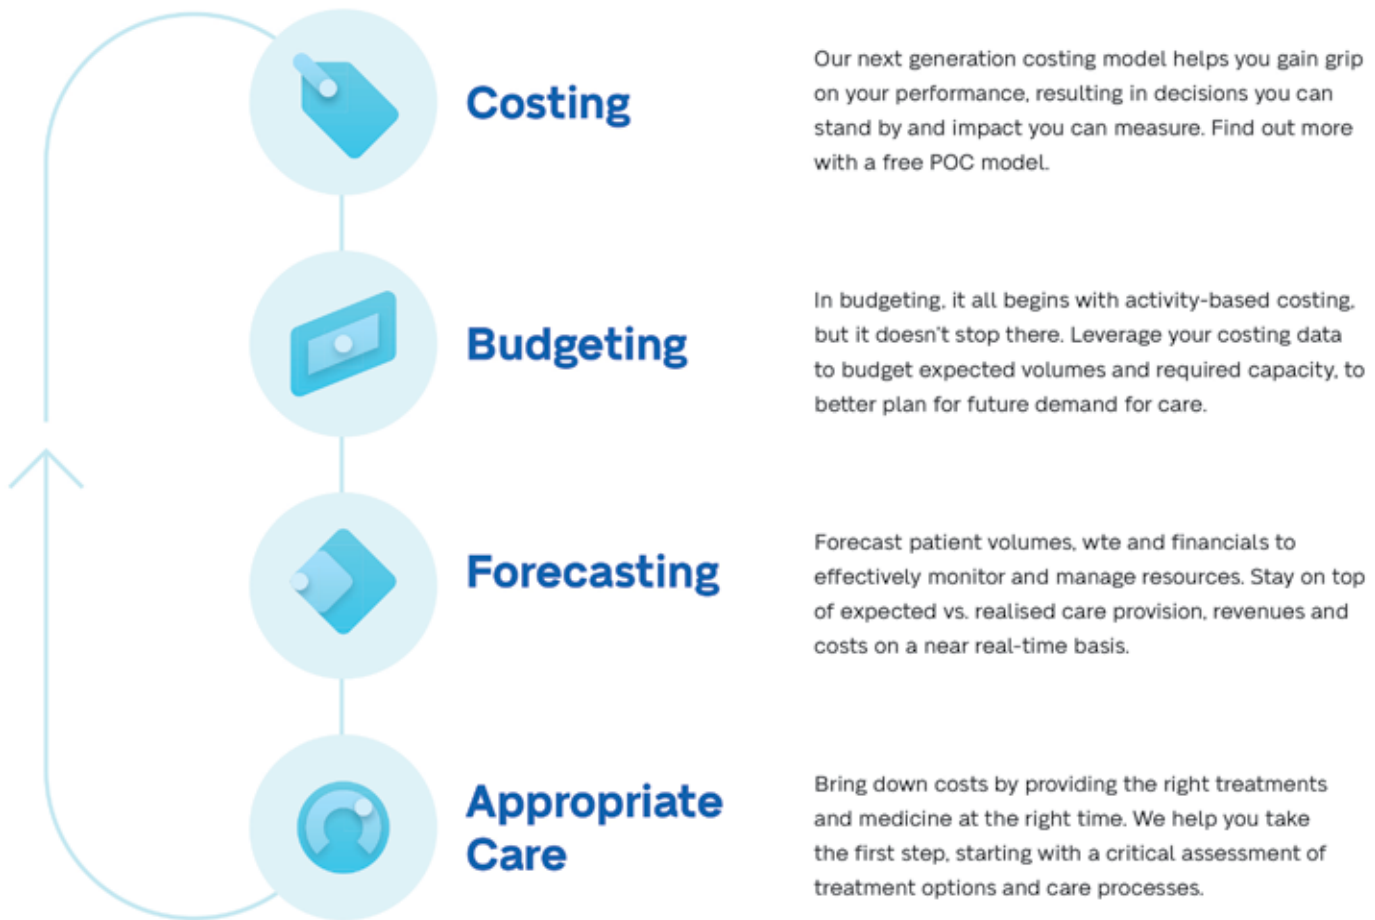 Costing
Our next generation costing model helps you gain grip
on your performance, resulting in decisions you can
stand by and impact you can measure. Find out more
with a free POC model.
Budgeting
In budgeting, it all begins with activity-based costing,
but it doesn't stop there. Leverage your costing data
to budget expected volumes and required capacity, to
better plan for future demand for care.
Forecasting
Forecast patient volumes, wte and financials to
effectively monitor and manage resources. Stay on top
of expected vs. realised care provision, revenues and
costs on a near real-time basis.
Appropriate
Care
Bring down costs by providing the right treatments
and medicine at the right time. We help you take
the first step, starting with a critical assessment of
treatment options and care processes.